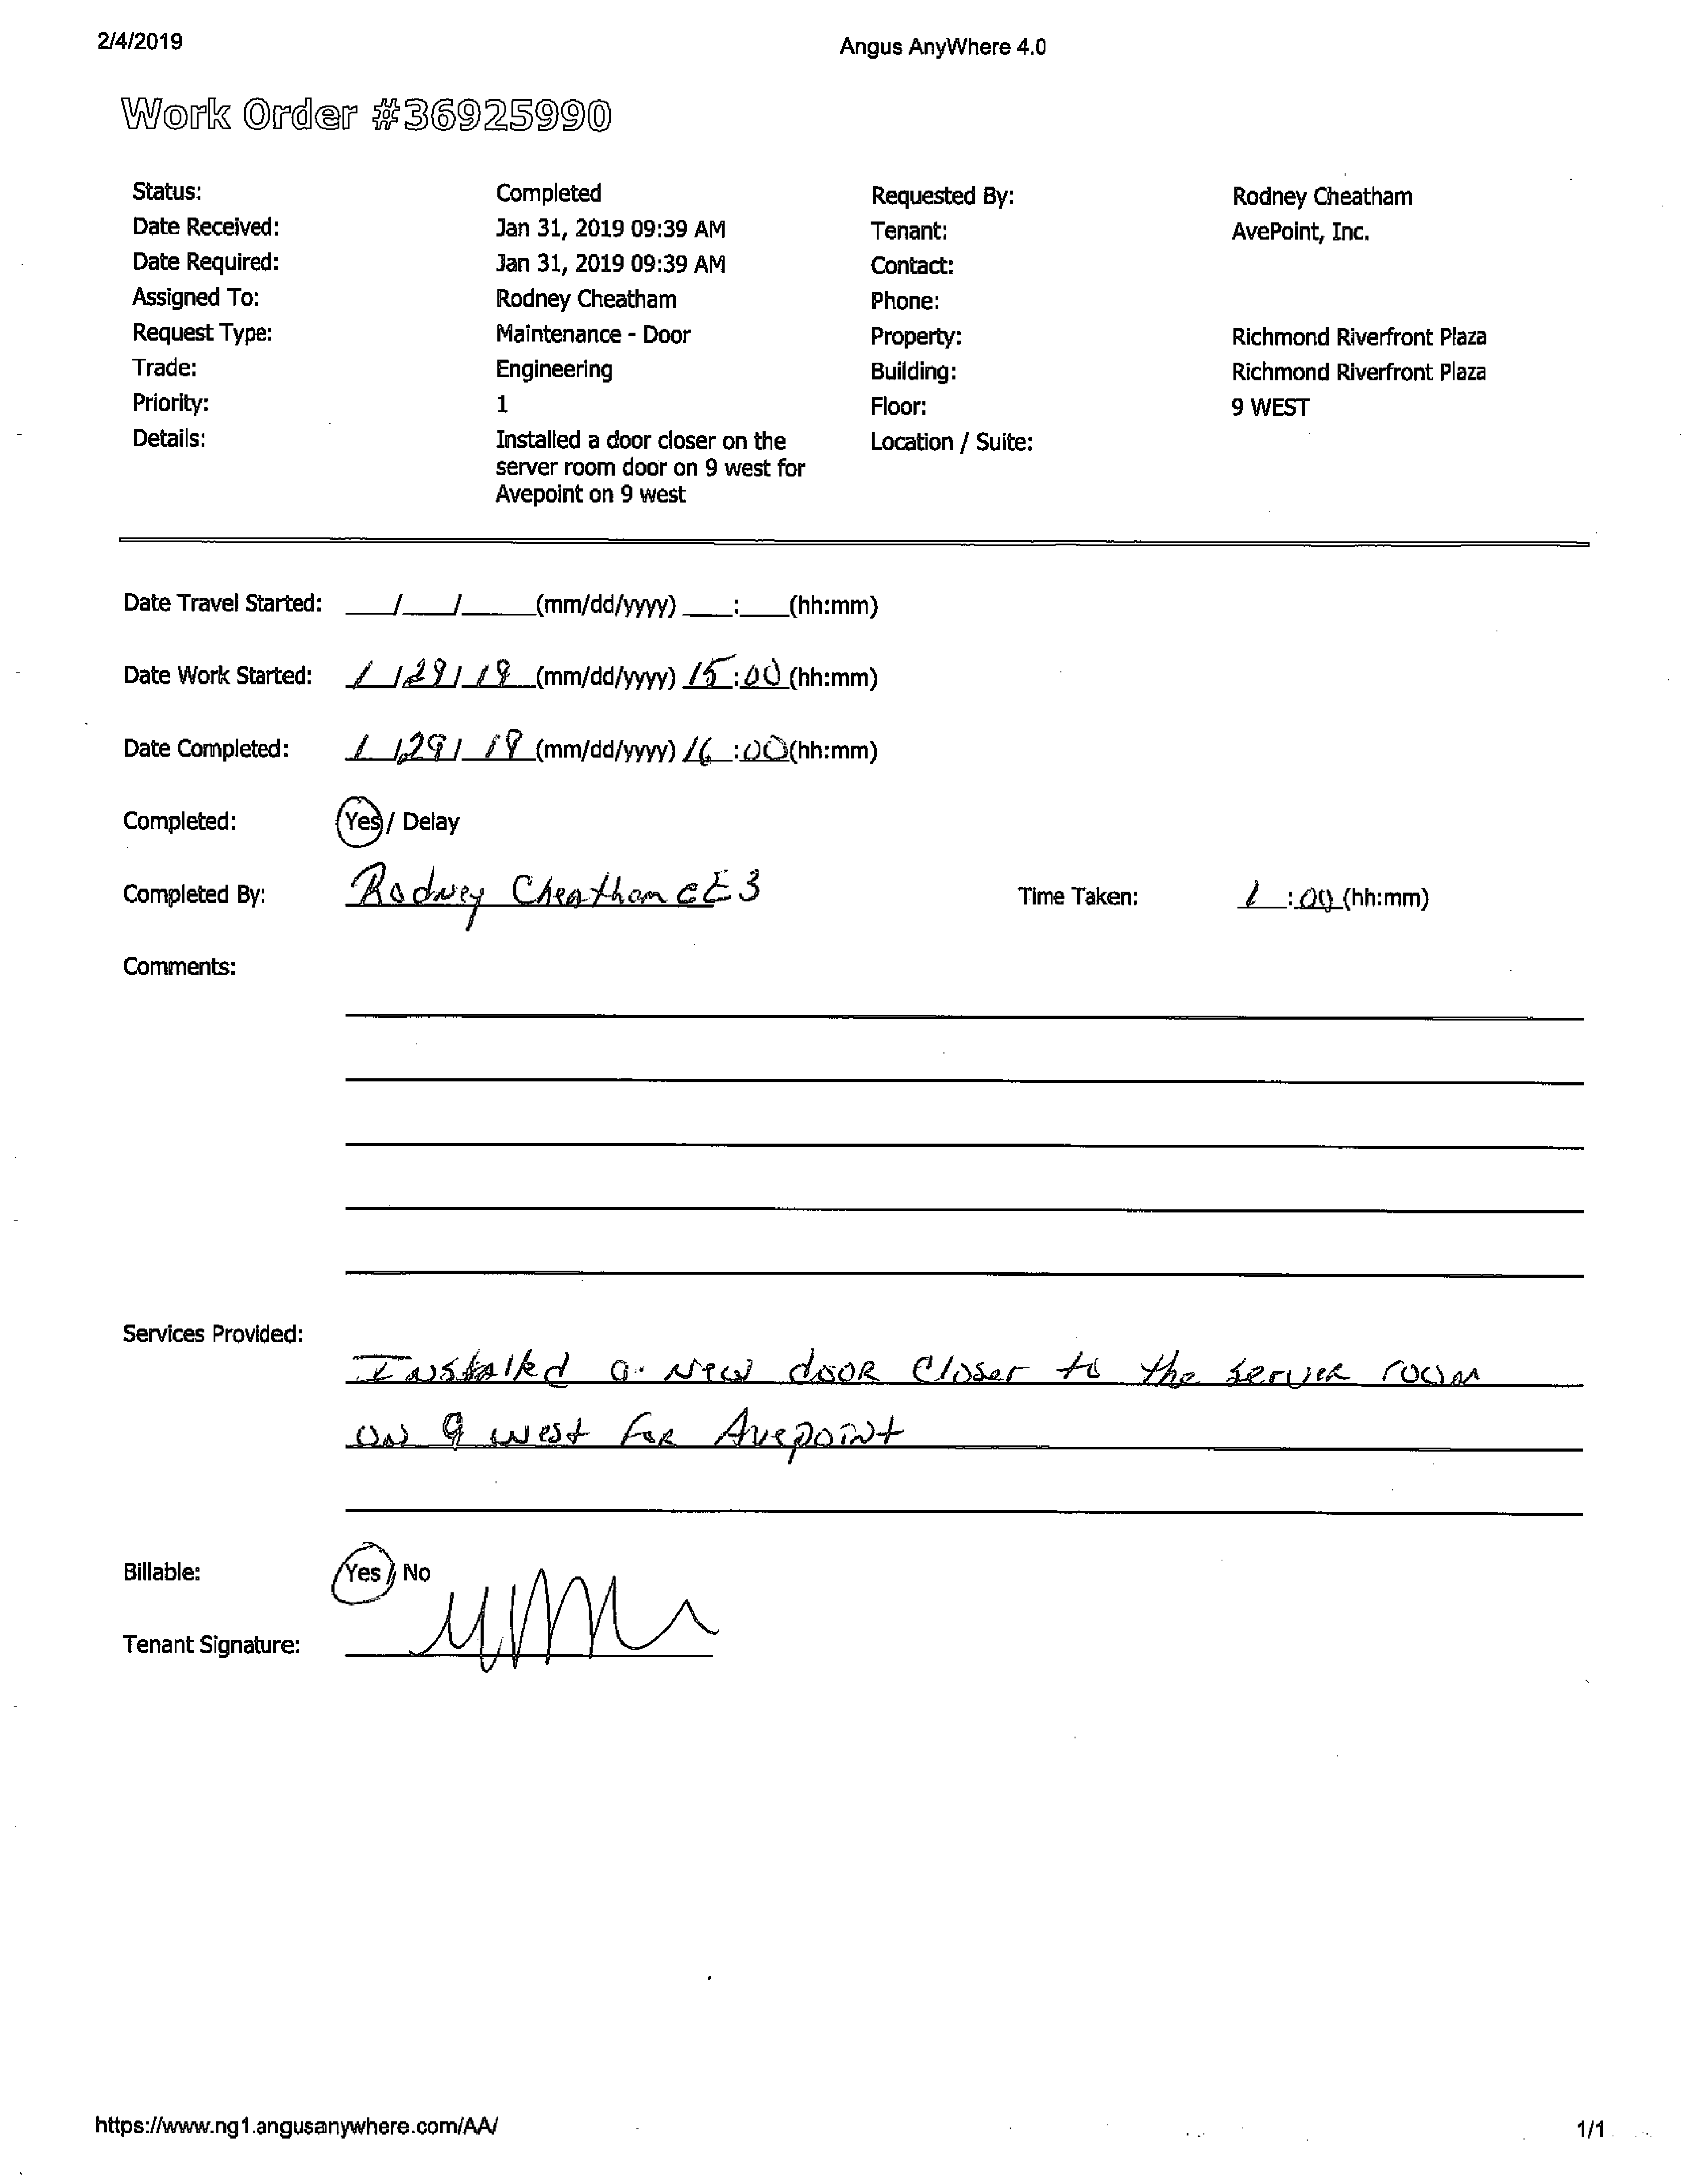 2/4/2019 Angus AnyWhere 4.0
Work Order #36925990
Status: Completed Requested By: Rodney Cheatham
Date Received: Jan 31, 2019 09:39 AM Tenant: AvePoint, Inc.
Date Required: Jan 31, 2019 09:39 AM Contact:
Assigned To: Rodney Cheatham Phone:
Request Type: Maintenance - Door Property: Richmond Riverfront Plaza
Trade: Engineering Building: Richmond Riverfront Plaza
Priority: 1 Floor: 9 WEST
Details: Installed a door closer on the Location / Suite:
server room door on 9 west for
Avepoint on 9 west
Date Travel Started: ___/___/_____(mm/dd/yyyy) ___:___(hh:mm)
Date Work Started: 1/29/19 (mm/dd/yyyy) 15:00 (hh:mm)
Date Completed: 1/29/19 (mm/dd/yyyy) 16:00 (hh:mm)
Completed: Yes / Delay
Completed By: Rodney Cheatham CE3 Time Taken: 1:00 (hh:mm)
Comments:
Services Provided:
Installed a new door closer to the server room
on 9 west for Avepoint
Billable: Yes / No
Tenant Signature:
https://www.ng1.angusanywhere.com/AA/ 1/1